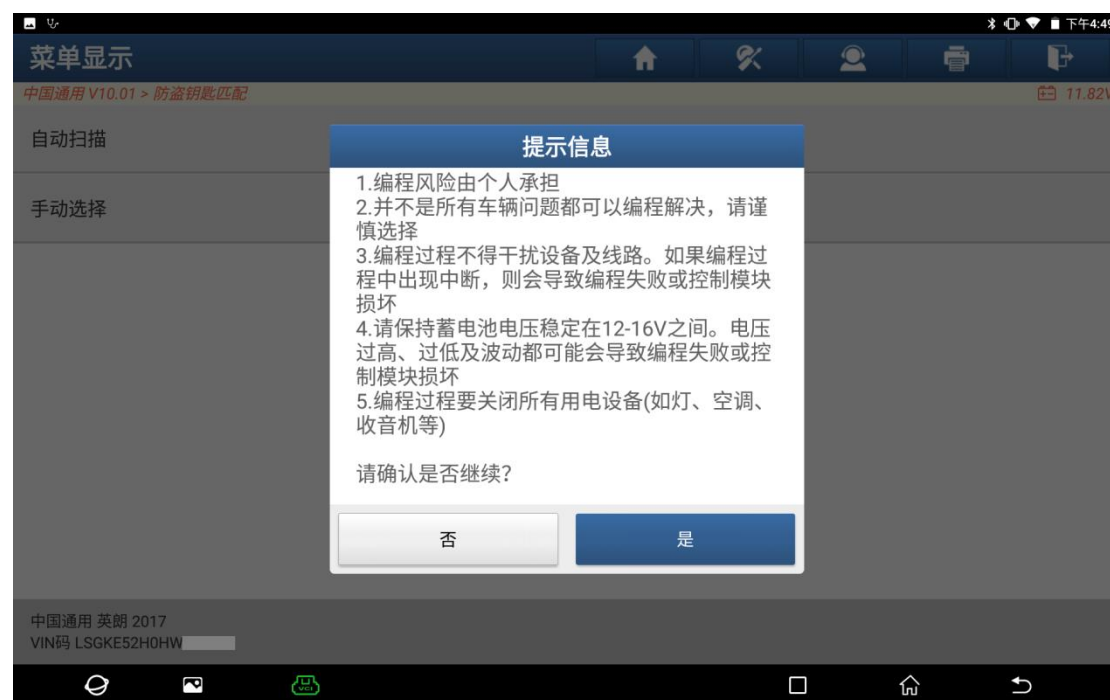 下午4:49
菜单显示
中国通用 V10.01 > 防盗钥匙匹配
11.82V
自动扫描
手动选择
提示信息
1.编程风险由个人承担
2.并不是所有车辆问题都可以编程解决，请谨
慎选择
3.编程过程不得干扰设备及线路。如果编程过
程中出现中断，则会导致编程失败或控制模块
损坏
4.请保持蓄电池电压稳定在12-16V之间。电压
过高、过低及波动都可能会导致编程失败或控
制模块损坏
5.编程过程要关闭所有用电设备(如灯、空调、
收音机等)
请确认是否继续?
否
是
中国通用 英朗 2017
VIN码 LSGKE52H0HW
VCI